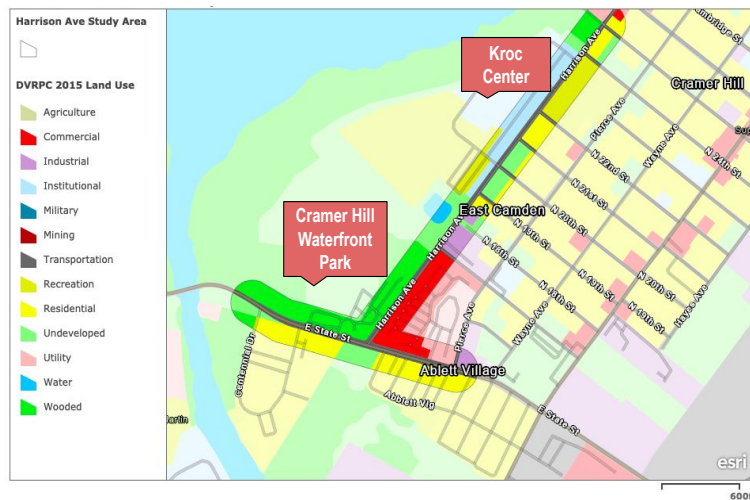 Harrison Ave Study Area
DVRPC 2015 Land Use
Agriculture
Commercial
Industrial
Institutional
Military
Mining
Transportation
Recreation
Residential
Undeveloped
Utility
Water
Wooded
Kroc
Center
Cramer Hill
Waterfront
Park
Harrison Ave
Cramer Hill
Pierce Ave
Wayne Ave
N 24th St
N 22nd St
N 21st St
N 20th St
East Camden
N 19th St
Harrison Ave
N 16th St
N 18th St
N 19th St
N 20th St
N 19th St
Hayes Ave
Harrison Ave
Pierce Ave
Wayne Ave
E State St
Centennial Dr
Ablett Village
Abblett Vlg
E State St
esri